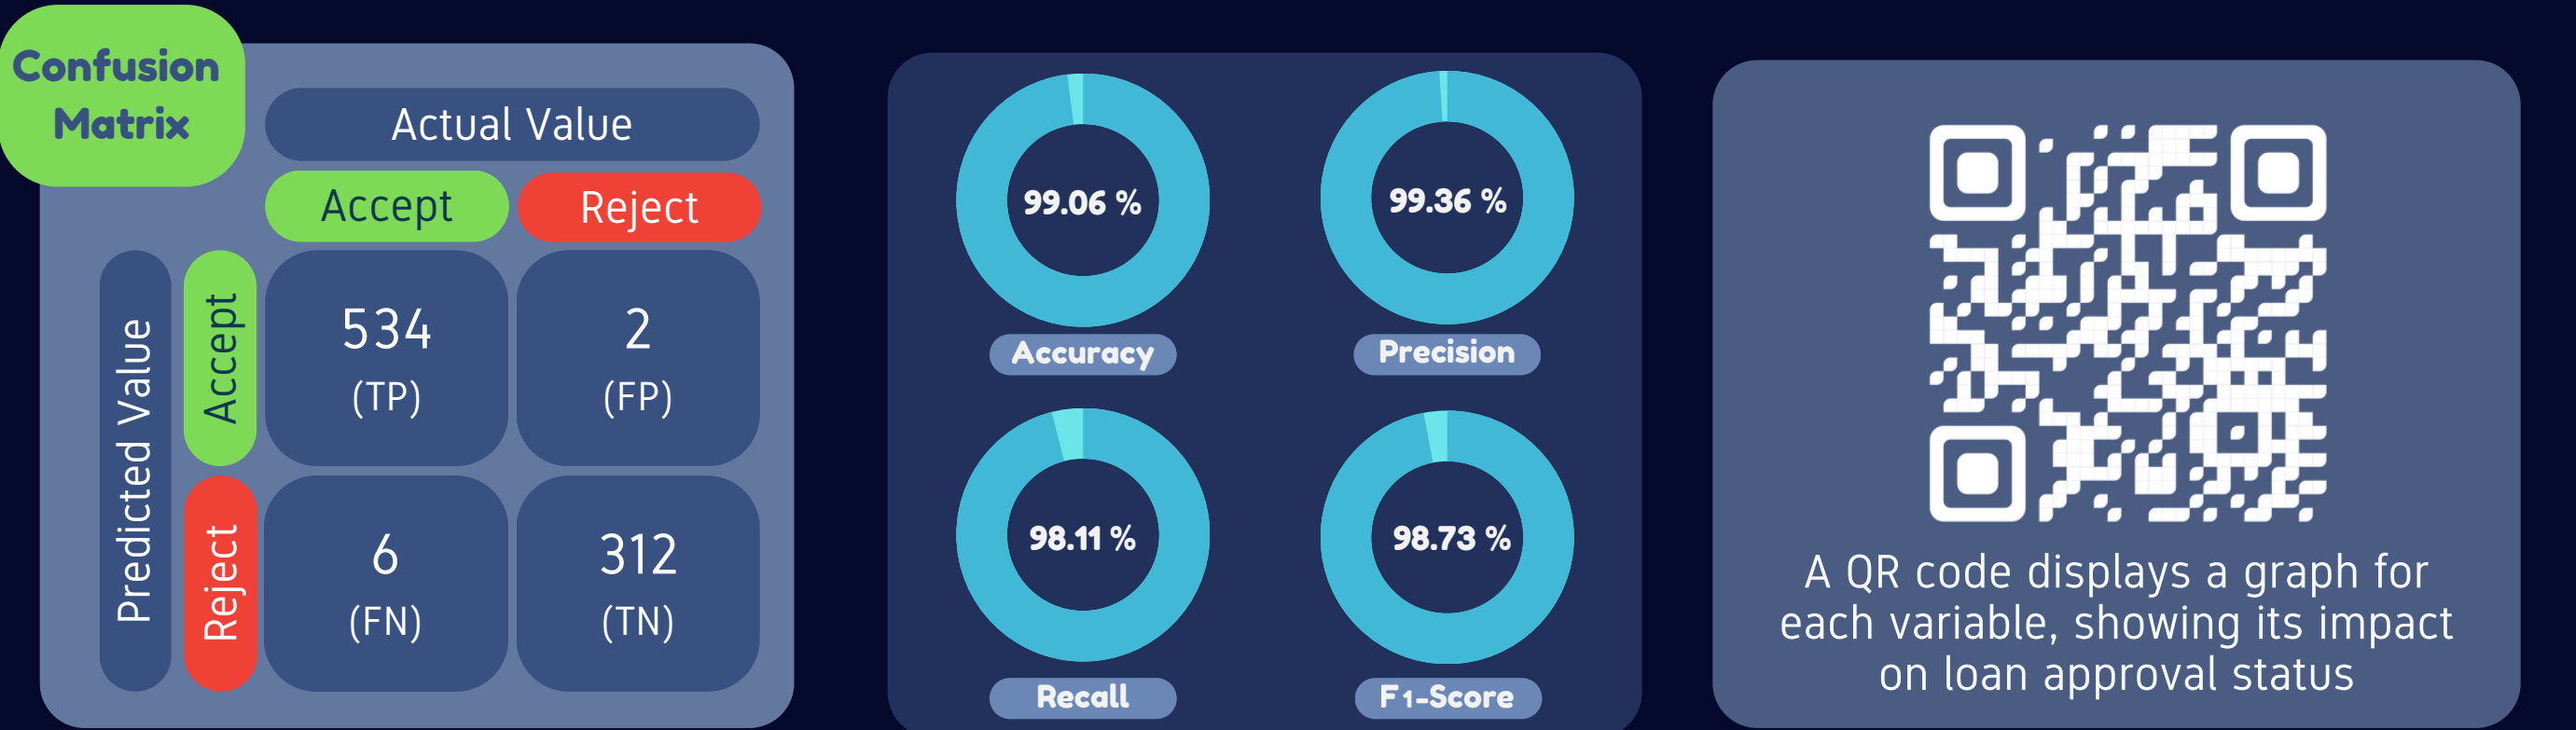 Confusion
Matrix
Actual Value
Accept
Reject
Predicted Value
Accept
534
(TP)
2
(FP)
Reject
6
(FN)
312
(TN)
99.06 %
Accuracy
99.36 %
Precision
98.11 %
Recall
98.73 %
F1-Score
A QR code displays a graph for
each variable, showing its impact
on loan approval status